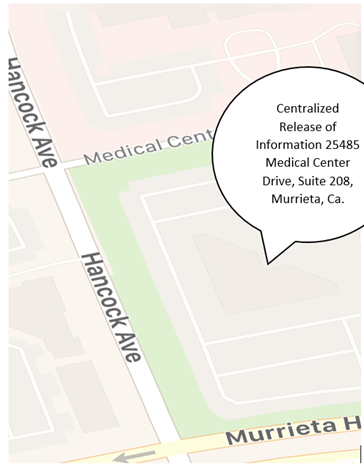 Hancock Ave
Medical Cent
Centralized
Release of
Information 25485
Medical Center
Drive, Suite 208,
Murrieta, Ca.
Hancock Ave
Murrieta H